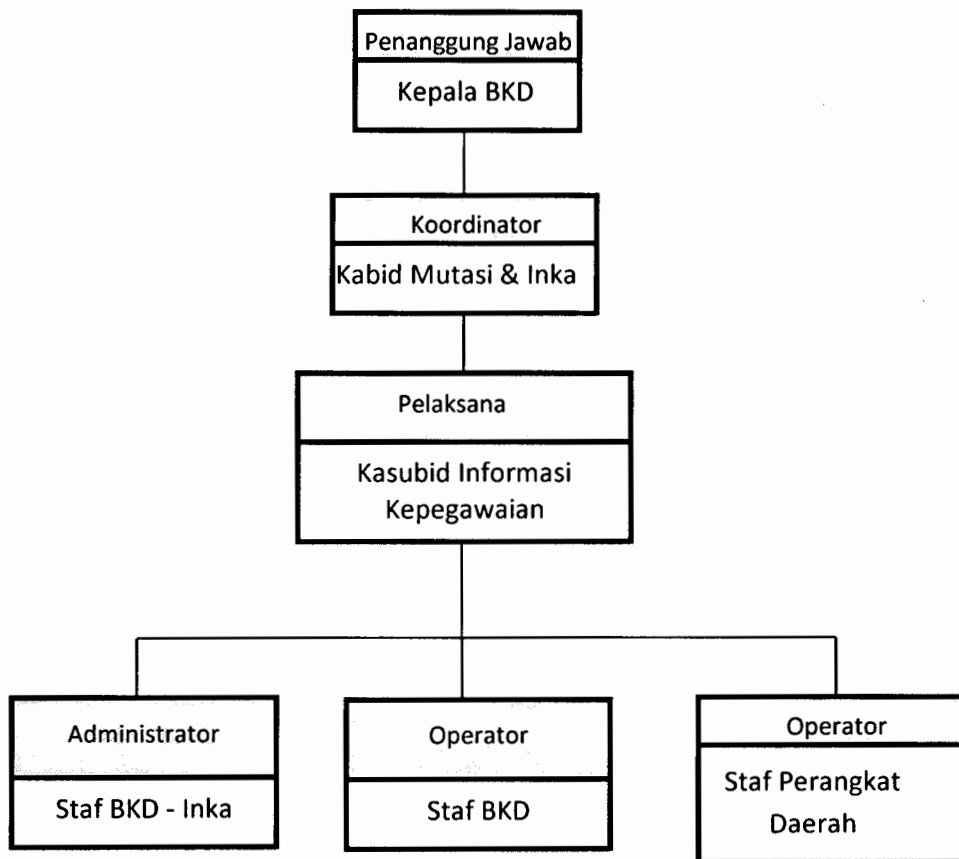 Penanggung Jawab
Kepala BKD
Koordinator
Kabid Mutasi & Inka
Pelaksana
Kasubid Informasi
Kepegawaian
Administrator
Staf BKD - Inka
Operator
Staf BKD
Operator
Staf Perangkat
Daerah